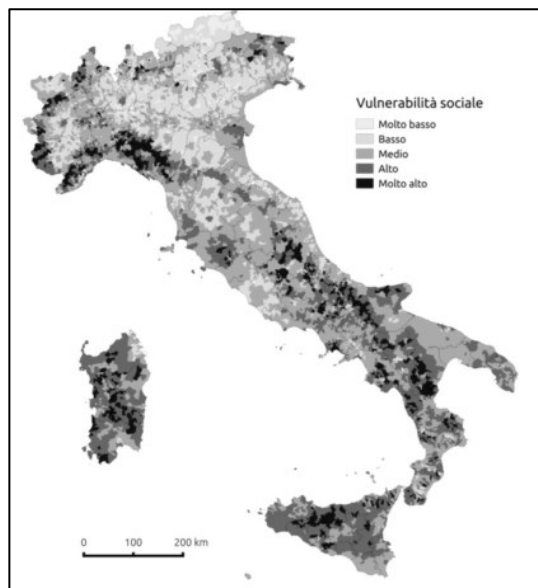 Vulnerabilità sociale
Molto basso
Basso
Medio
Alto
Molto alto
0 100 200 km